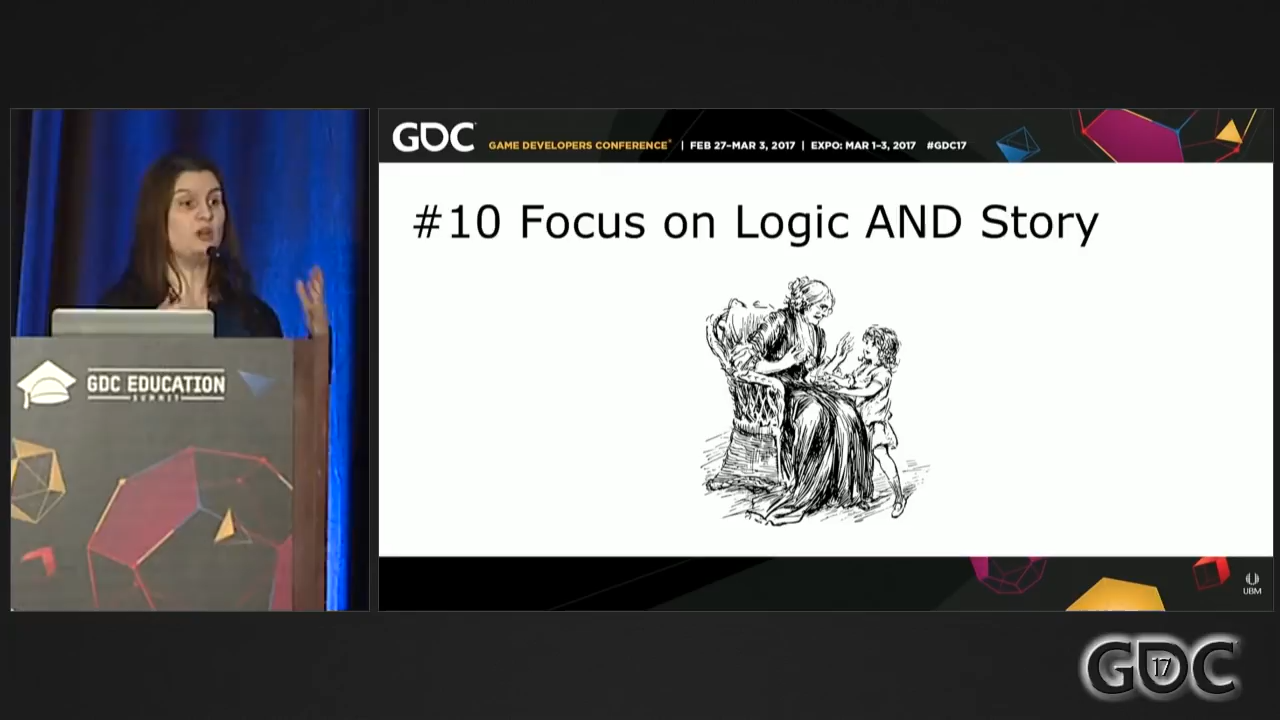 GDC
GAME DEVELOPERS CONFERENCE® | FEB 27–MAR 3, 2017 | EXPO: MAR 1–3, 2017 #GDC17
#10 Focus on Logic AND Story
GDC EDUCATION
SUMMIT
UBM
GDC
17